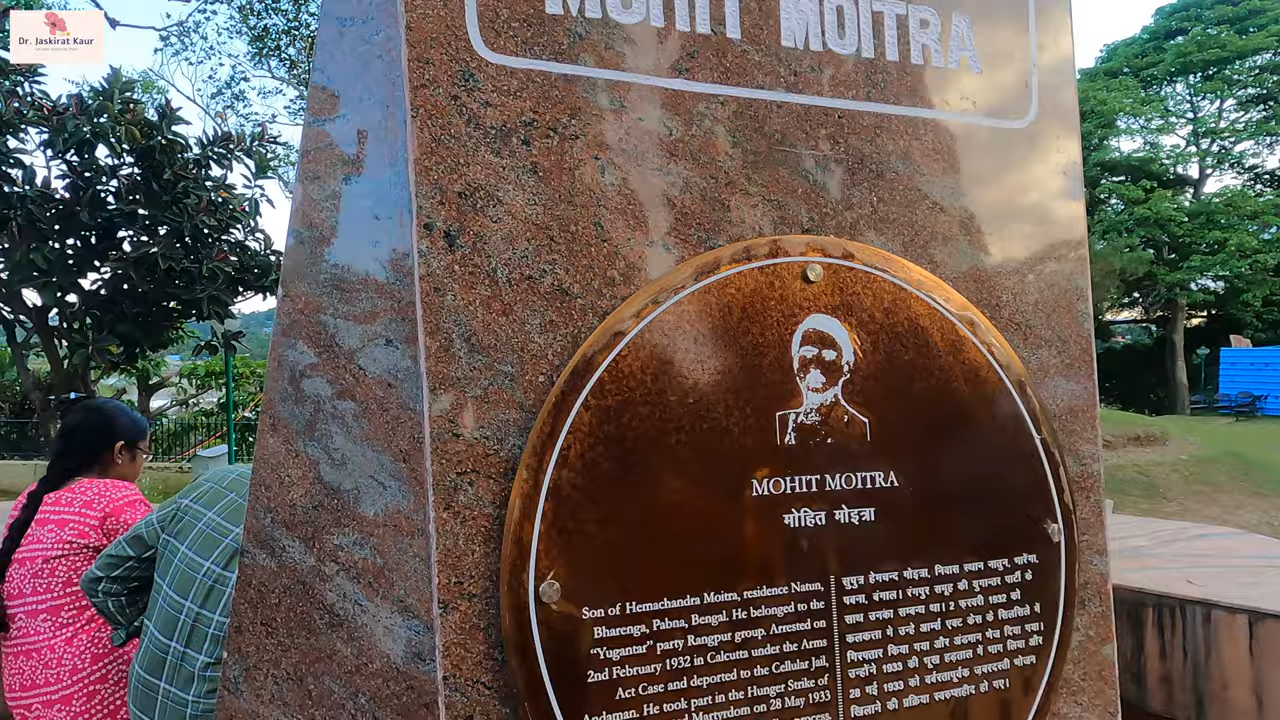 Dr. Jaskirat Kaur
MOHIT MOITRA
MOHIT MOITRA
मोहित मोइत्रा
Son of Hemachandra Moitra, residence Natun,
Bharenga, Pabna, Bengal. He belonged to the
“Yugantar” party Rangpur group. Arrested on
2nd February 1932 in Calcutta under the Arms
Act Case and deported to the Cellular Jail,
Andaman. He took part in the Hunger Strike of
Martyrdom on 28 May 1933
process.
सुपुत्र हेमचन्द मोइत्रा, निवास स्थान नातुन, भारेंगा,
पबना, बंगाल। रंगपुर समूह की युगान्तर पार्टी के
साथ उनका सम्बन्ध था। 2 फरवरी 1932 को
कलकत्ता में उन्हे आर्म्स एक्ट केस के सिलसिले में
गिरफ्तार किया गया और अंडमान भेज दिया गया।
उन्होंने 1933 की भूख हड़ताल में भाग लिया और
28 मई 1933 को बर्बरतापूर्वक ज़बरदस्ती भोजन
खिलाने की प्रक्रिया स्वरुपशहीद हो गए।